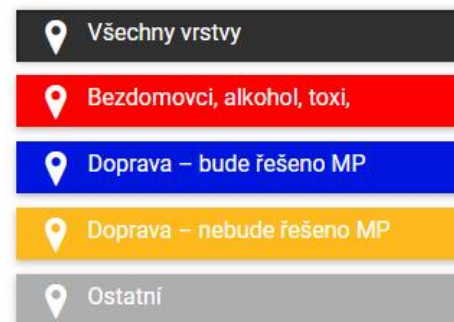 Všechny vrstvy
Bezdomovci, alkohol, toxi,
Doprava – bude řešeno MP
Doprava – nebude řešeno MP
Ostatní